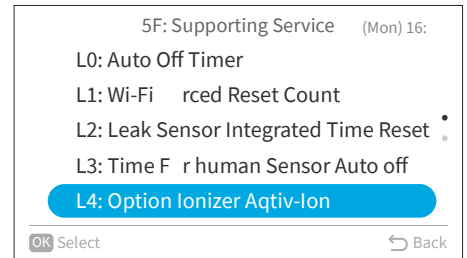 5F: Supporting Service (Mon) 16:
L0: Auto Off Timer
L1: Wi-Fi rced Reset Count
L2: Leak Sensor Integrated Time Reset
L3: Time F r human Sensor Auto off
L4: Option Ionizer Aqtiv-Ion
OK Select Back